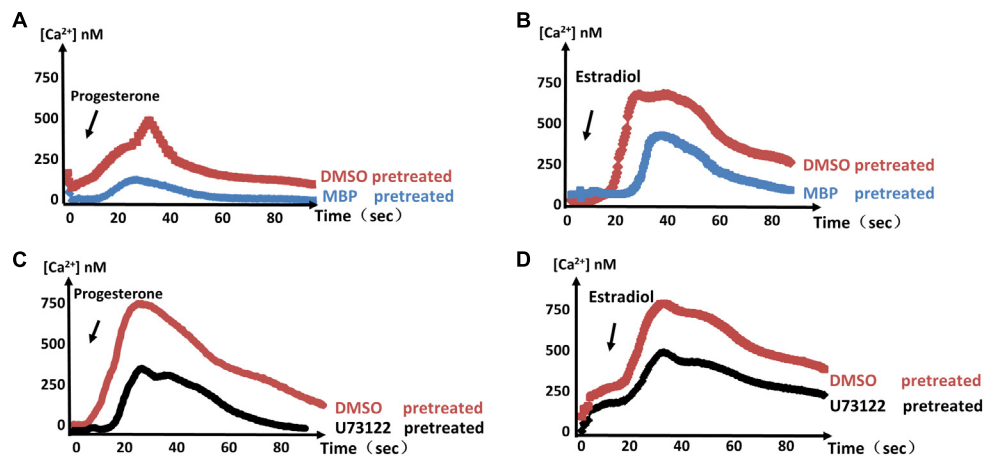 A
[Ca²⁺] nM
750
500
250
0
Progesterone
DMSO pretreated
MBP pretreated
0 20 40 60 80 Time（sec）
B
[Ca²⁺] nM
750
500
250
0
Estradiol
DMSO pretreated
MBP pretreated
0 20 40 60 80 Time（sec）
C
[Ca²⁺] nM
750
500
250
0
Progesterone
DMSO pretreated
U73122 pretreated
0 20 40 60 80 Time（sec）
D
[Ca²⁺] nM
750
500
250
0
Estradiol
DMSO pretreated
U73122 pretreated
0 20 40 60 80 Time（sec）